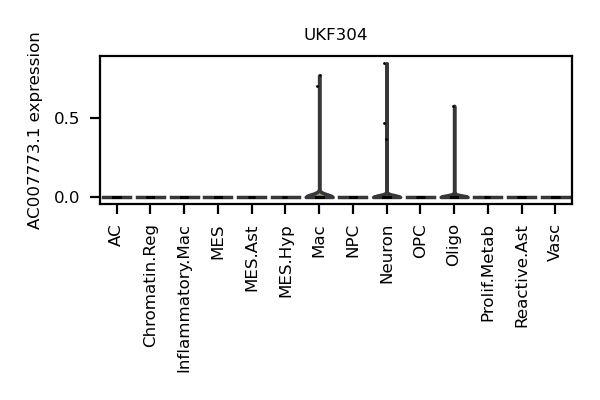 UKF304
AC007773.1 expression
0.5
0.0
AC
Chromatin.Reg
Inflammatory.Mac
MES
MES.Ast
MES.Hyp
Mac
NPC
Neuron
OPC
Oligo
Prolif.Metab
Reactive.Ast
Vasc